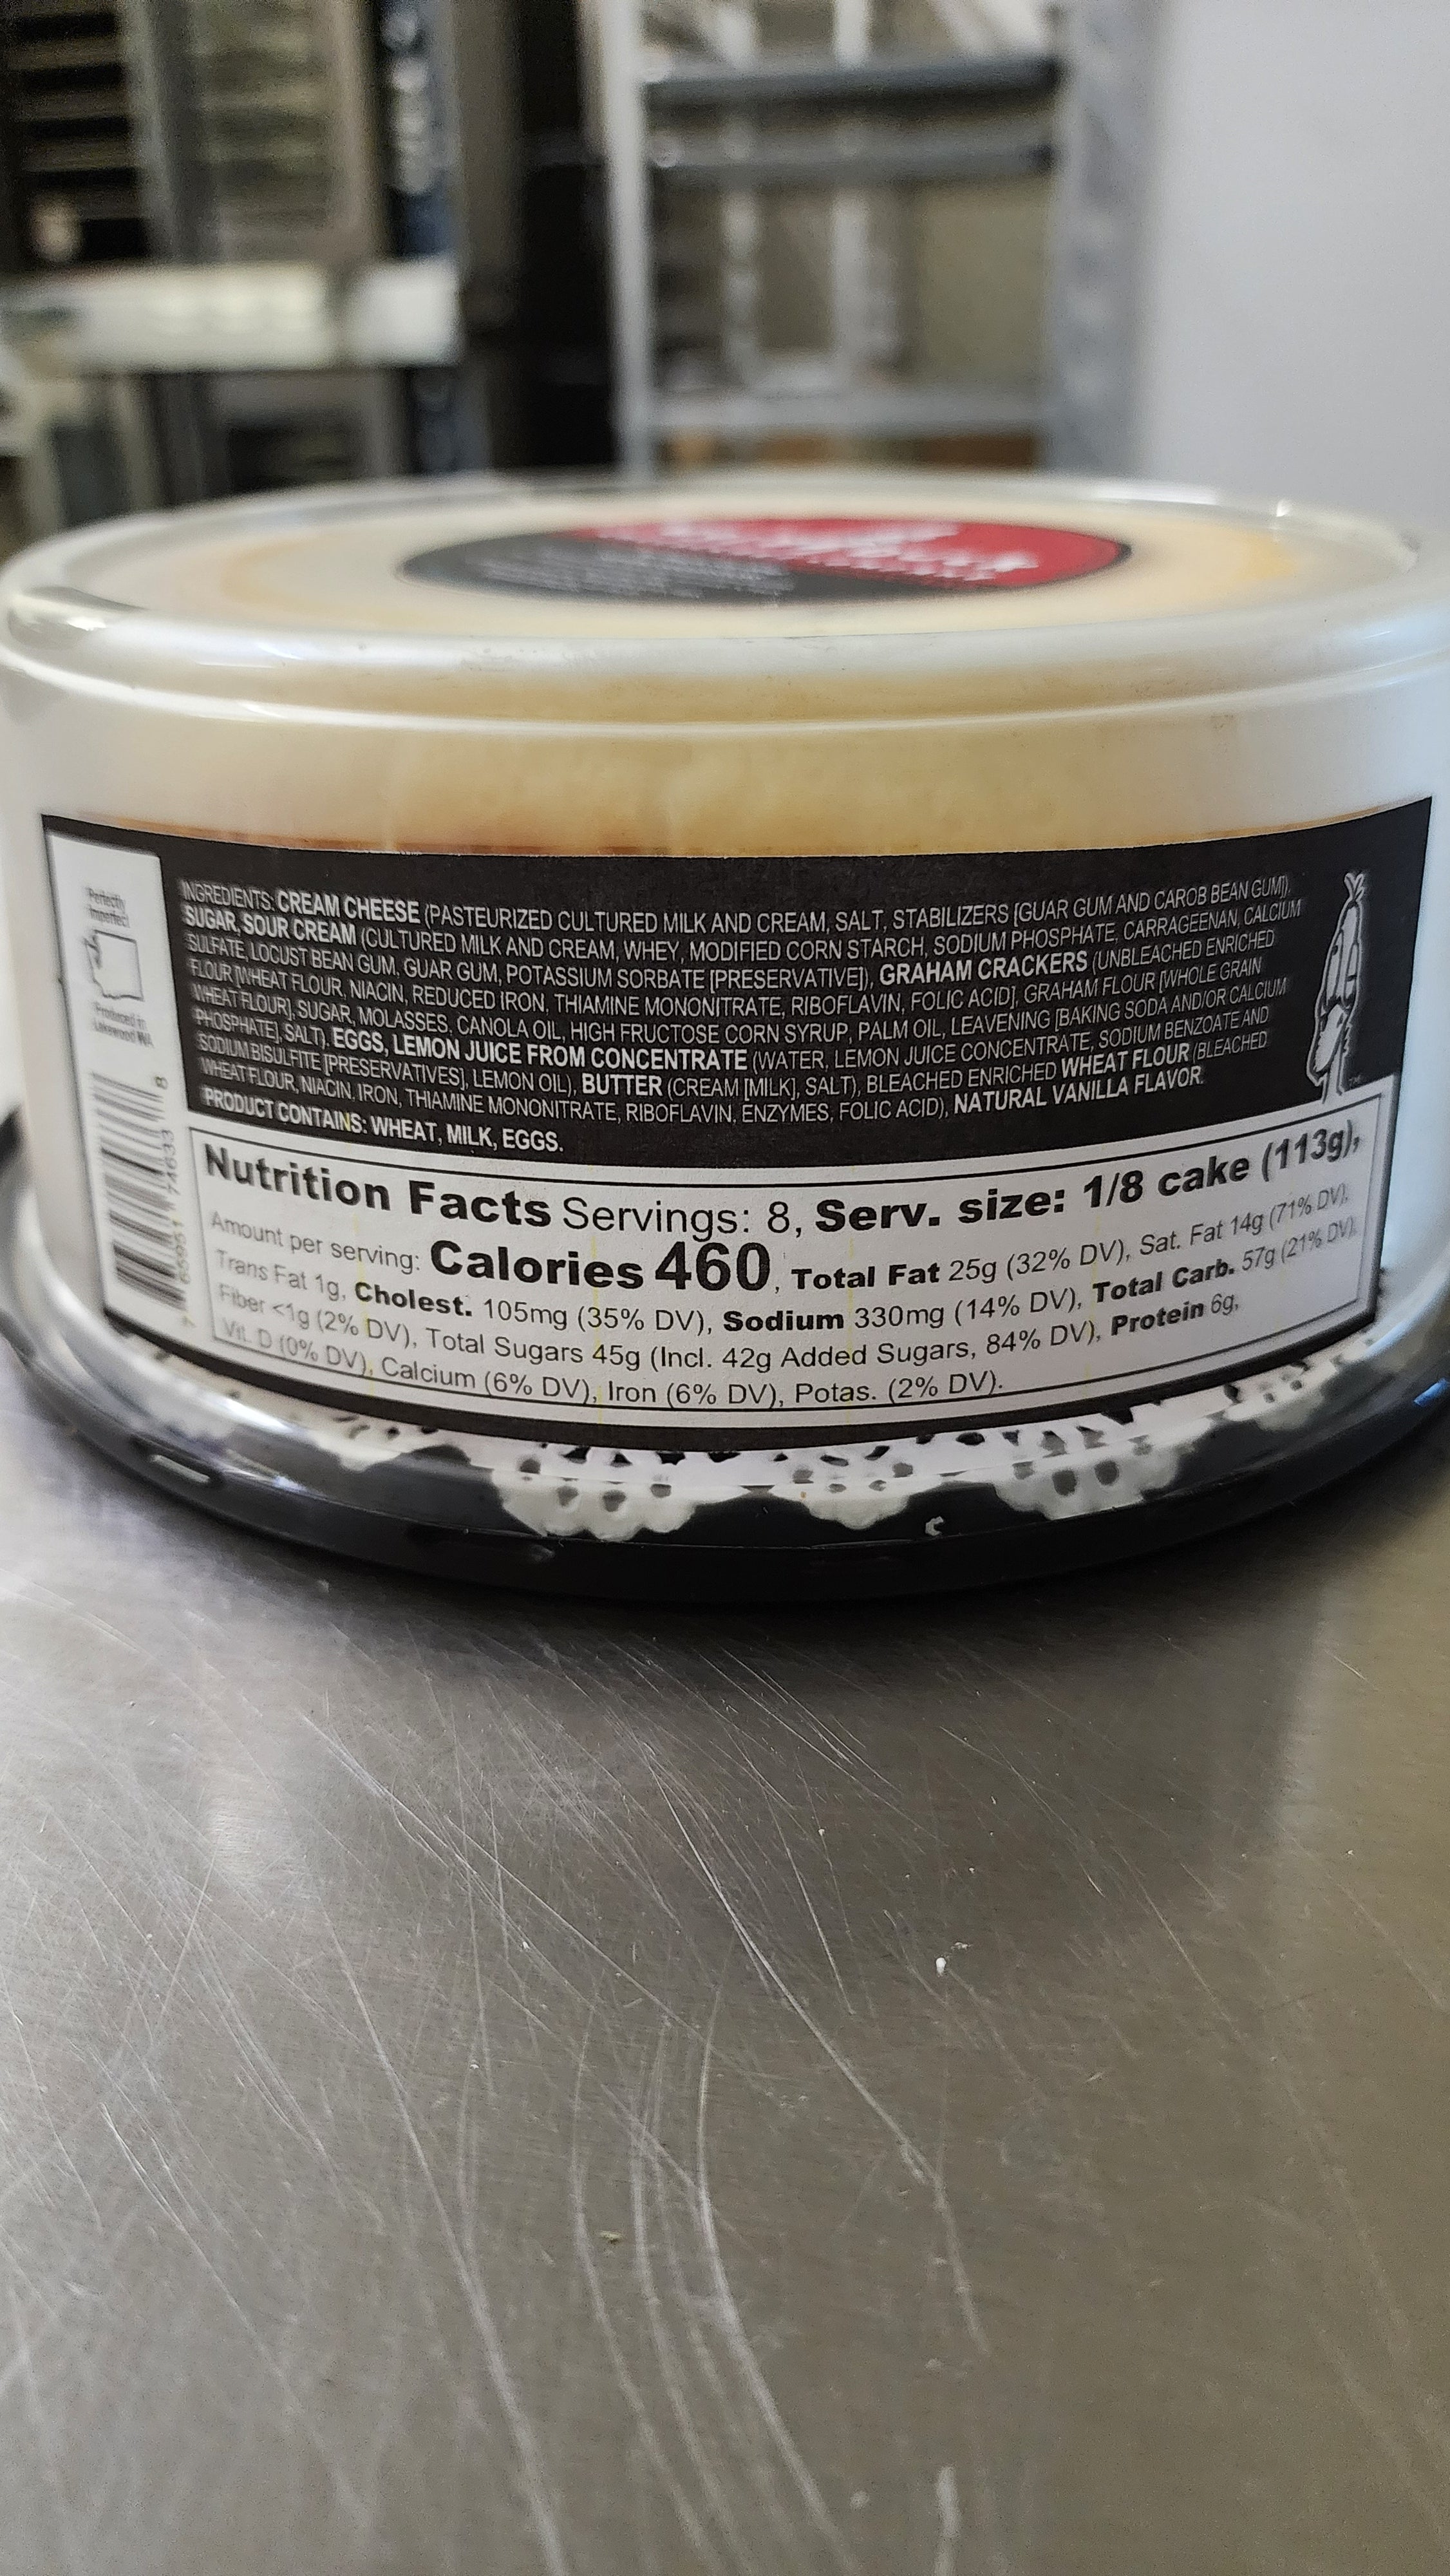 INGREDIENTS: CREAM CHEESE (PASTEURIZED CULTURED MILK AND CREAM, SALT, STABILIZERS [GUAR GUM AND CAROB BEAN GUM]),
SUGAR, SOUR CREAM (CULTURED MILK AND CREAM, WHEY, MODIFIED CORN STARCH, SODIUM PHOSPHATE, CARRAGEENAN, CALCIUM
SULFATE, LOCUST BEAN GUM, GUAR GUM, POTASSIUM SORBATE [PRESERVATIVE]), GRAHAM CRACKERS (UNBLEACHED ENRICHED
FLOUR [WHEAT FLOUR, NIACIN, REDUCED IRON, THIAMINE MONONITRATE, RIBOFLAVIN, FOLIC ACID], GRAHAM FLOUR [WHOLE GRAIN
WHEAT FLOUR], SUGAR, MOLASSES, CANOLA OIL, HIGH FRUCTOSE CORN SYRUP, PALM OIL, LEAVENING [BAKING SODA AND/OR CALCIUM
PHOSPHATE], SALT), EGGS, LEMON JUICE FROM CONCENTRATE (WATER, LEMON JUICE CONCENTRATE, SODIUM BENZOATE AND
SODIUM BISULFITE [PRESERVATIVES], LEMON OIL), BUTTER (CREAM [MILK], SALT), BLEACHED ENRICHED WHEAT FLOUR (BLEACHED
WHEAT FLOUR, NIACIN, IRON, THIAMINE MONONITRATE, RIBOFLAVIN, ENZYMES, FOLIC ACID), NATURAL VANILLA FLAVOR.
PRODUCT CONTAINS: WHEAT, MILK, EGGS.
Perfectly
Imperfect
Produced in
Lakewood WA
Nutrition Facts Servings: 8, Serv. size: 1/8 cake (113g),
Amount per serving: Calories 460, Total Fat 25g (32% DV), Sat. Fat 14g (71% DV),
Trans Fat 1g, Cholest. 105mg (35% DV), Sodium 330mg (14% DV), Total Carb. 57g (21% DV),
Fiber <1g (2% DV), Total Sugars 45g (Incl. 42g Added Sugars, 84% DV), Protein 6g,
Vit. D (0% DV), Calcium (6% DV), Iron (6% DV), Potas. (2% DV).